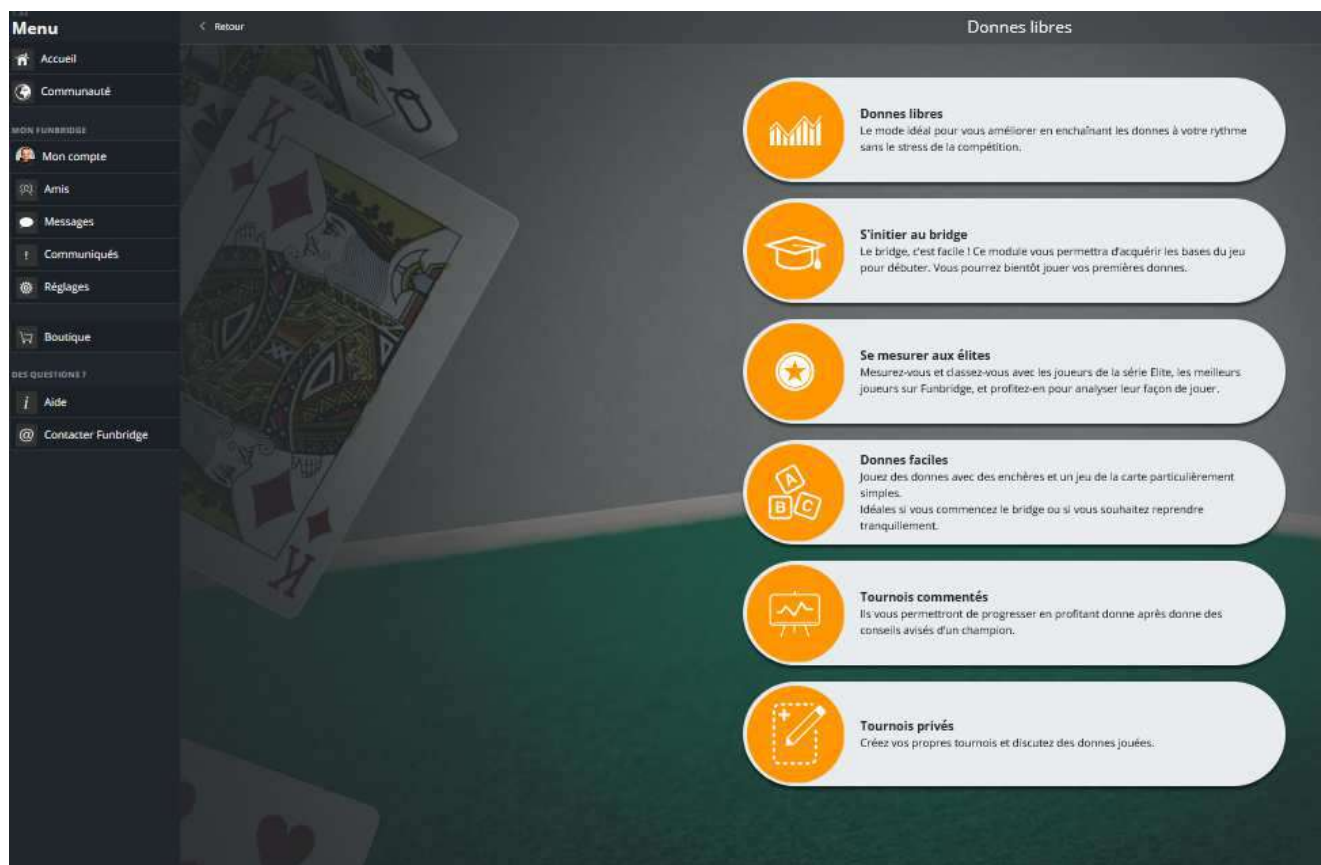 Menu
Retour
Donnes libres
Accueil
Communauté
MON FUNBRIDGE
Mon compte
Amis
Messages
Communiqués
Réglages
Boutique
DES QUESTIONS ?
Aide
Contacter Funbridge
Donnes libres
Le mode idéal pour vous améliorer en enchaînant les donnes à votre rythme
sans le stress de la compétition.
S'initier au bridge
Le bridge, c'est facile ! Ce module vous permettra d'acquérir les bases du jeu
pour débuter. Vous pourrez bientôt jouer vos premières donnes.
Se mesurer aux élites
Mesurez-vous et classez-vous avec les joueurs de la série Elite, les meilleurs
joueurs sur Funbridge, et profitez-en pour analyser leur façon de jouer.
A
B C
Donnes faciles
Jouez des donnes avec des enchères et un jeu de la carte particulièrement
simples.
Idéales si vous commencez le bridge ou si vous souhaitez reprendre
tranquillement.
Tournois commentés
Ils vous permettront de progresser en profitant donne après donne des
conseils avisés d'un champion.
Tournois privés
Créez vos propres tournois et discutez des donnes jouées.
K
Q
K